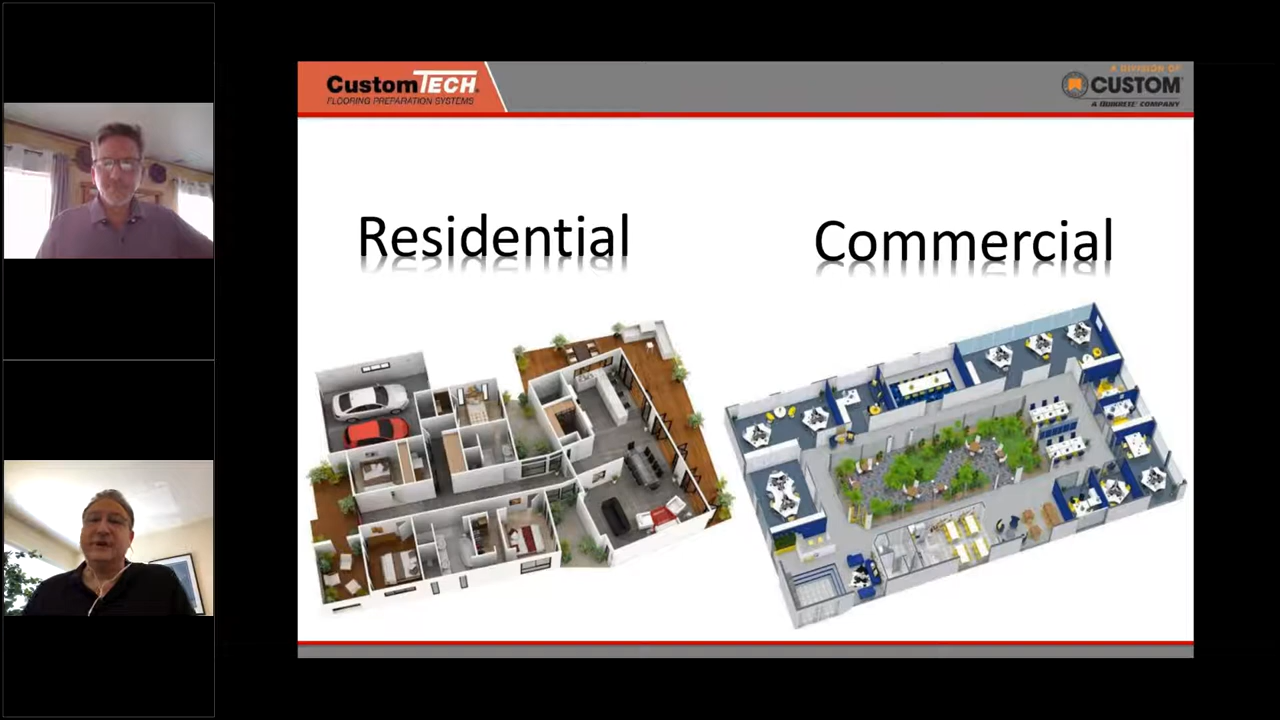 CustomTECH®
FLOORING PREPARATION SYSTEMS
A DIVISION OF
CUSTOM
A QUIKRETE® COMPANY
Residential
Commercial